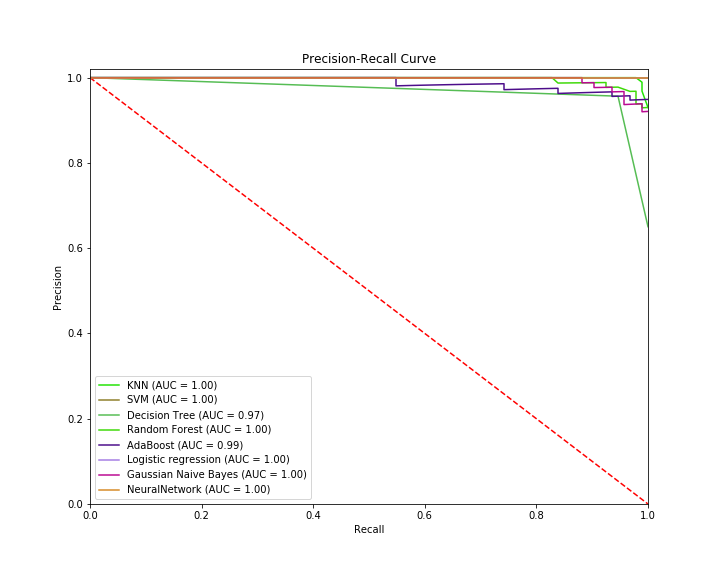 Precision-Recall Curve
1.0
0.8
0.6
0.4
0.2
0.0
Precision
KNN (AUC = 1.00)
SVM (AUC = 1.00)
Decision Tree (AUC = 0.97)
Random Forest (AUC = 1.00)
AdaBoost (AUC = 0.99)
Logistic regression (AUC = 1.00)
Gaussian Naive Bayes (AUC = 1.00)
NeuralNetwork (AUC = 1.00)
0.0 0.2 0.4 0.6 0.8 1.0
Recall